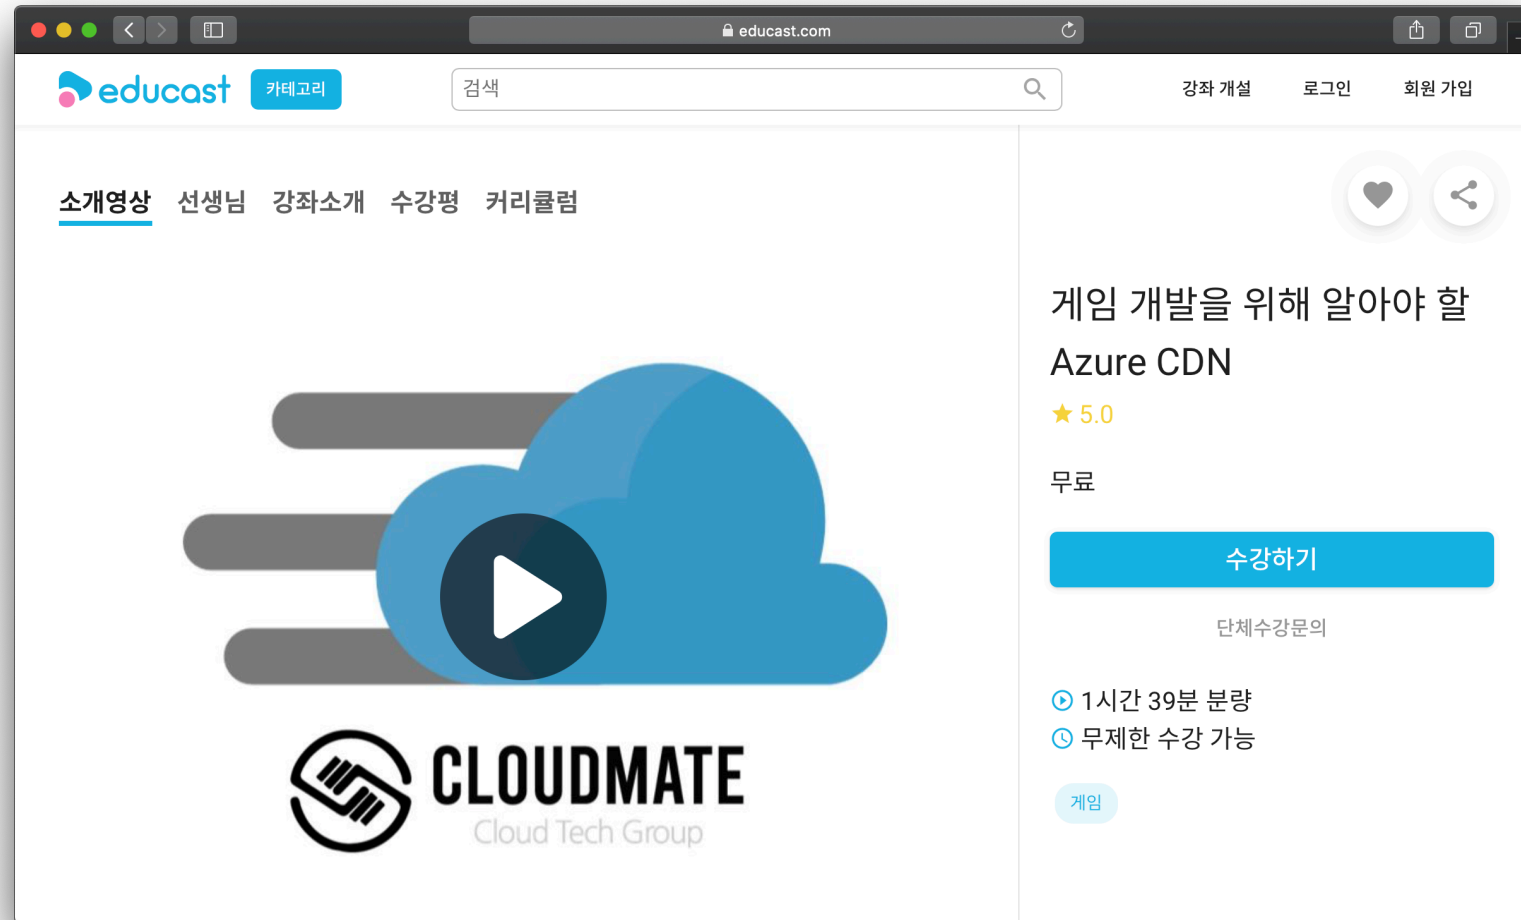 educast.com
educast
카테고리
검색
강좌 개설
로그인
회원 가입
소개영상
선생님
강좌소개
수강평
커리큘럼
게임 개발을 위해 알아야 할
Azure CDN
5.0
무료
수강하기
단체수강문의
1시간 39분 분량
무제한 수강 가능
게임
CLOUDMATE
Cloud Tech Group